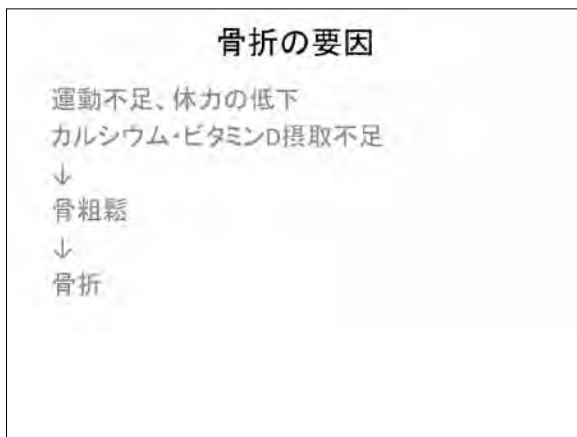 骨折の要因
運動不足、体力の低下
カルシウム・ビタミンD摂取不足
↓
骨粗鬆
↓
骨折